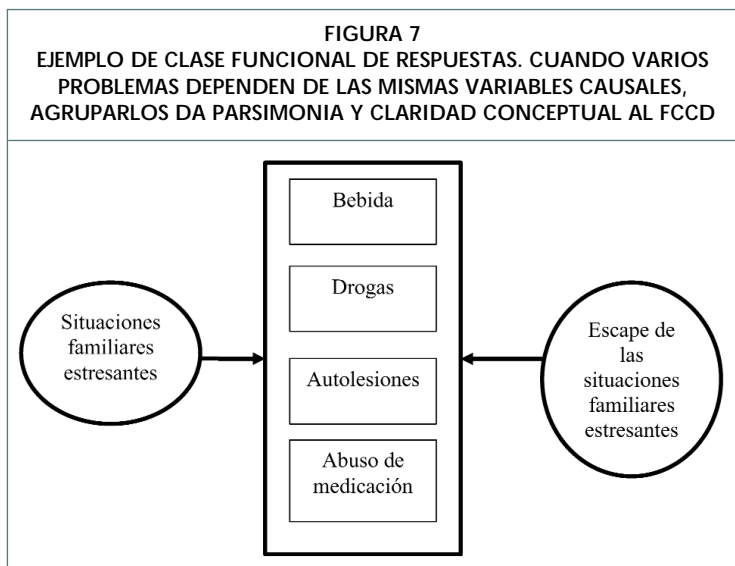 FIGURA 7
EJEMPLO DE CLASE FUNCIONAL DE RESPUESTAS. CUANDO VARIOS
PROBLEMAS DEPENDEN DE LAS MISMAS VARIABLES CAUSALES,
AGRUPARLOS DA PARSIMONIA Y CLARIDAD CONCEPTUAL AL FCCD
Situaciones
familiares
estresantes
Bebida
Drogas
Autolesiones
Abuso de
medicación
Escape de
las
situaciones
familiares
estresantes